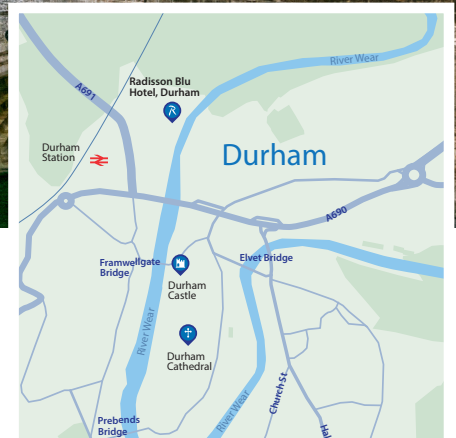 River Wear
A691
Radisson Blu
Hotel, Durham
Durham
Station
Durham
A690
Framwellgate
Bridge
Elvet Bridge
Durham
Castle
River Wear
Durham
Cathedral
Church St.
River Wear
Prebends
Bridge